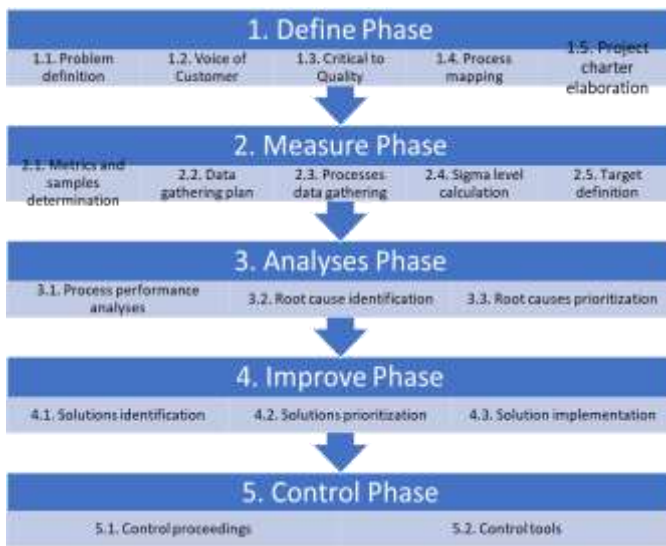 1. Define Phase
1.1. Problem definition
1.2. Voice of Customer
1.3. Critical to Quality
1.4. Process mapping
1.5. Project charter elaboration
2. Measure Phase
2.1. Metrics and samples determination
2.2. Data gathering plan
2.3. Processes data gathering
2.4. Sigma level calculation
2.5. Target definition
3. Analyses Phase
3.1. Process performance analyses
3.2. Root cause identification
3.3. Root causes prioritization
4. Improve Phase
4.1. Solutions identification
4.2. Solutions prioritization
4.3. Solution implementation
5. Control Phase
5.1. Control proceedings
5.2. Control tools